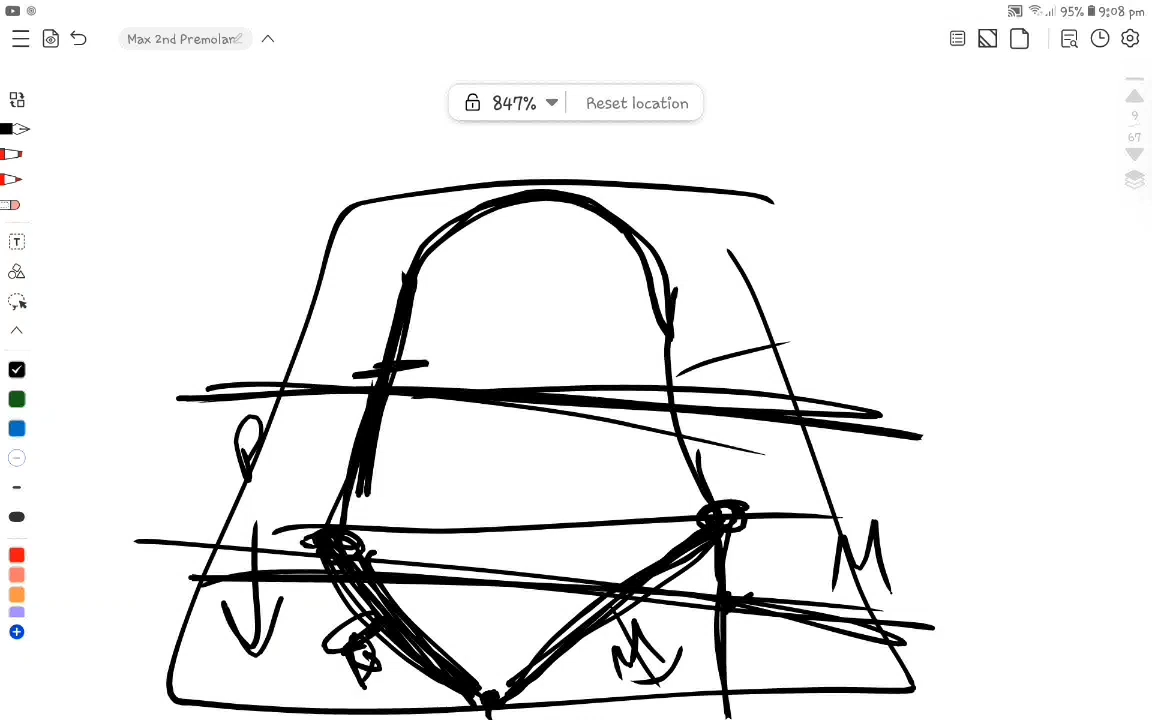 95% 9:08 pm
Max 2nd Premolar
847% Reset location
9
67
T
M
M